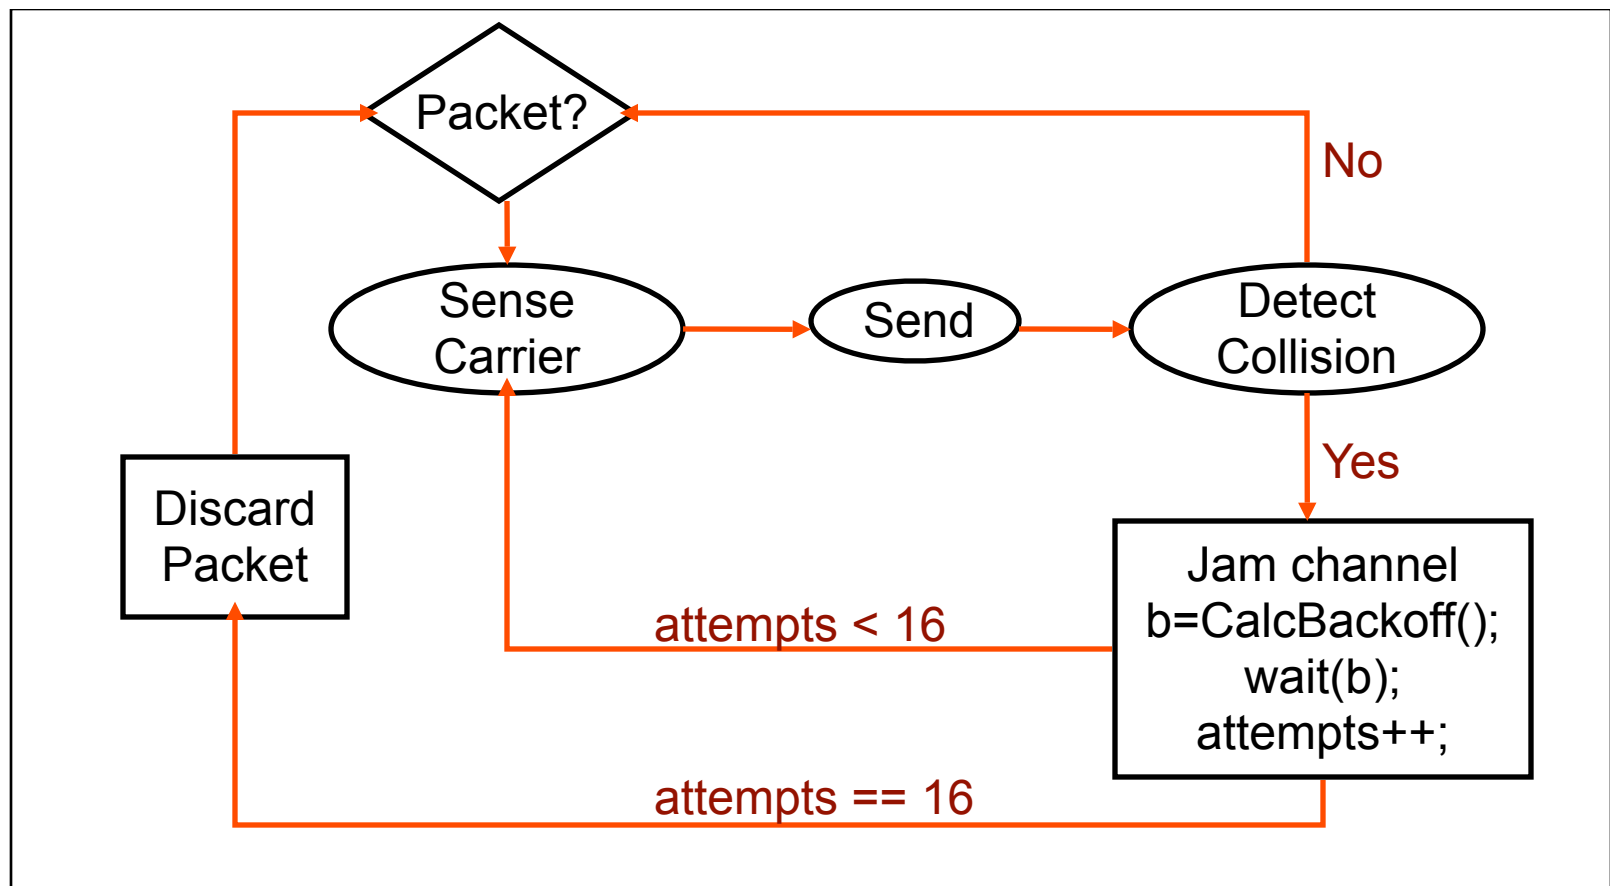 Packet?
No
Sense
Carrier
Send
Detect
Collision
Yes
Discard
Packet
Jam channel
b=CalcBackoff();
wait(b);
attempts++;
attempts < 16
attempts == 16